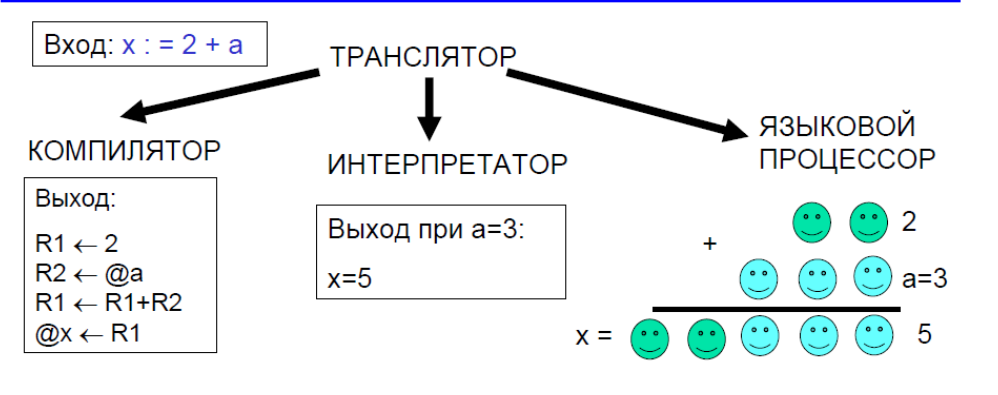 Вход: x : = 2 + a
ТРАНСЛЯТОР
КОМПИЛЯТОР
Выход:
R1 ← 2
R2 ← @a
R1 ← R1+R2
@x ← R1
ИНТЕРПРЕТАТОР
Выход при a=3:
x=5
ЯЗЫКОВОЙ
ПРОЦЕССОР
2
+
a=3
x = 5